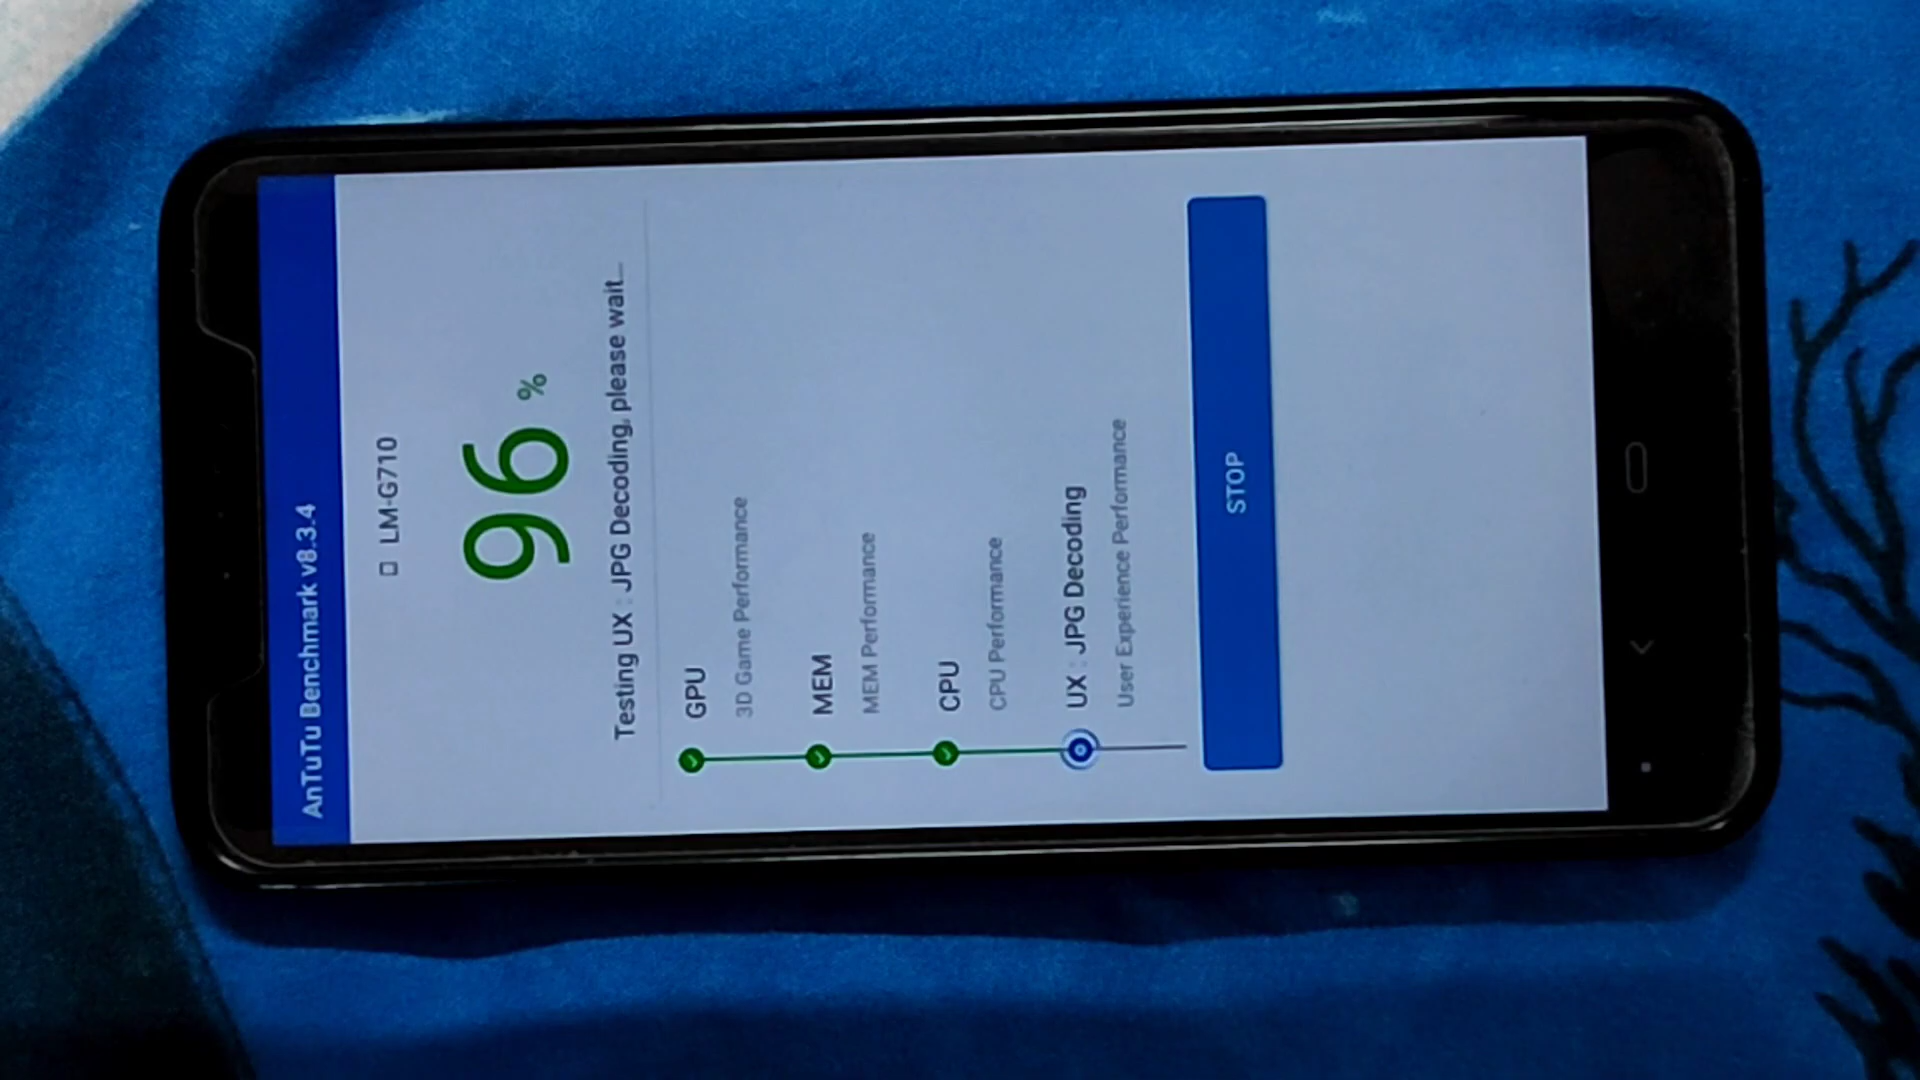 AnTuTu Benchmark v8.3.4
LM-G710
96 %
Testing UX : JPG Decoding, please wait...
GPU
3D Game Performance
MEM
MEM Performance
CPU
CPU Performance
UX : JPG Decoding
User Experience Performance
STOP